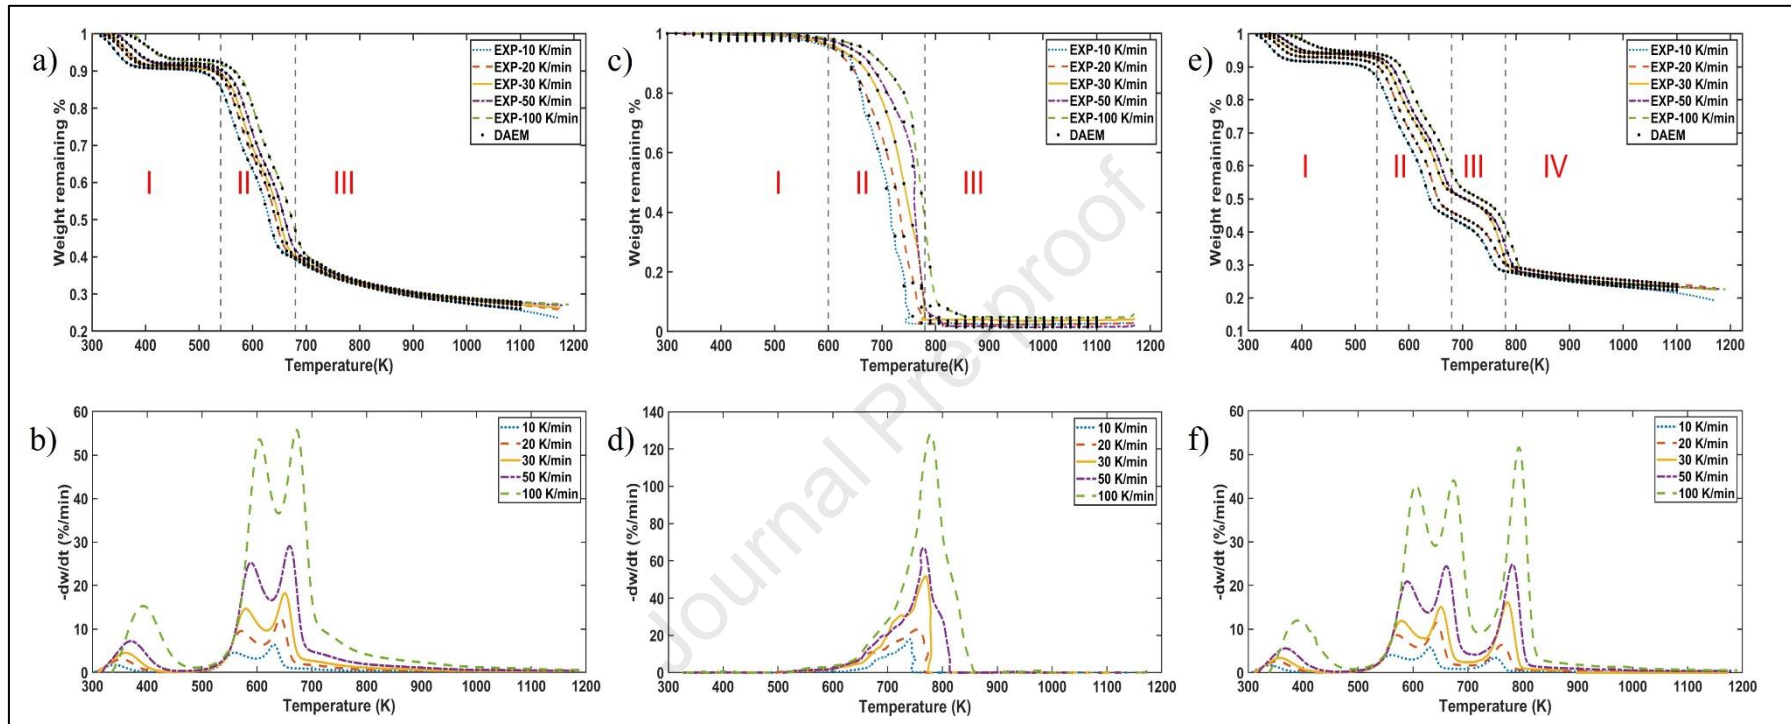 a)
Weight remaining %
1
0.9
0.8
0.7
0.6
0.5
0.4
0.3
0.2
300 400 500 600 700 800 900 1000 1100 1200
Temperature(K)
EXP-10 K/min
EXP-20 K/min
EXP-30 K/min
EXP-50 K/min
EXP-100 K/min
DAEM
I II III
c)
Weight remaining %
1
0.8
0.6
0.4
0.2
0
300 400 500 600 700 800 900 1000 1100 1200
Temperature(K)
EXP-10 K/min
EXP-20 K/min
EXP-30 K/min
EXP-50 K/min
EXP-100 K/min
DAEM
I II III
e)
Weight remaining %
1
0.9
0.8
0.7
0.6
0.5
0.4
0.3
0.2
0.1
300 400 500 600 700 800 900 1000 1100 1200
Temperature(K)
EXP-10 K/min
EXP-20 K/min
EXP-30 K/min
EXP-50 K/min
EXP-100 K/min
DAEM
I II III IV
b)
-dw/dt (%/min)
60
50
40
30
20
10
0
300 400 500 600 700 800 900 1000 1100 1200
Temperature (K)
10 K/min
20 K/min
30 K/min
50 K/min
100 K/min
d)
-dw/dt (%/min)
140
120
100
80
60
40
20
0
300 400 500 600 700 800 900 1000 1100 1200
Temperature (K)
10 K/min
20 K/min
30 K/min
50 K/min
100 K/min
f)
-dw/dt (%/min)
60
50
40
30
20
10
0
300 400 500 600 700 800 900 1000 1100 1200
Temperature (K)
10 K/min
20 K/min
30 K/min
50 K/min
100 K/min
Journal Pre-proof